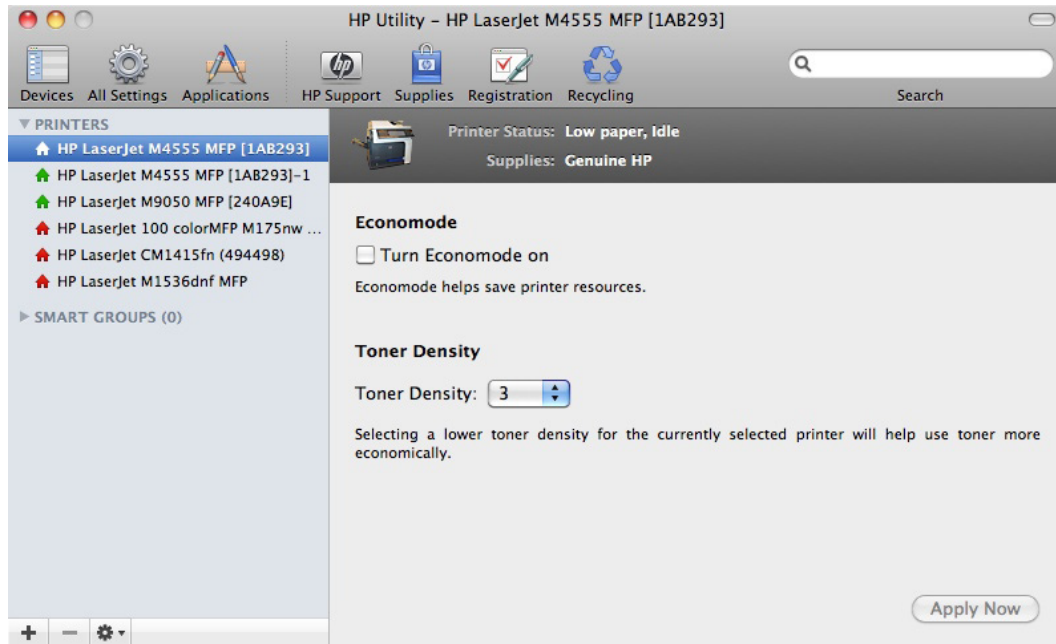 HP Utility – HP LaserJet M4555 MFP [1AB293]
Devices All Settings Applications HP Support Supplies Registration Recycling Search
hp
PRINTERS
HP LaserJet M4555 MFP [1AB293]
HP LaserJet M4555 MFP [1AB293]-1
HP LaserJet M9050 MFP [240A9E]
HP LaserJet 100 colorMFP M175nw ...
HP LaserJet CM1415fn (494498)
HP LaserJet M1536dnf MFP
SMART GROUPS (0)
Printer Status: Low paper, Idle
Supplies: Genuine HP
Economode
Turn Economode on
Economode helps save printer resources.
Toner Density
Toner Density: 3
Selecting a lower toner density for the currently selected printer will help use toner more
economically.
Apply Now